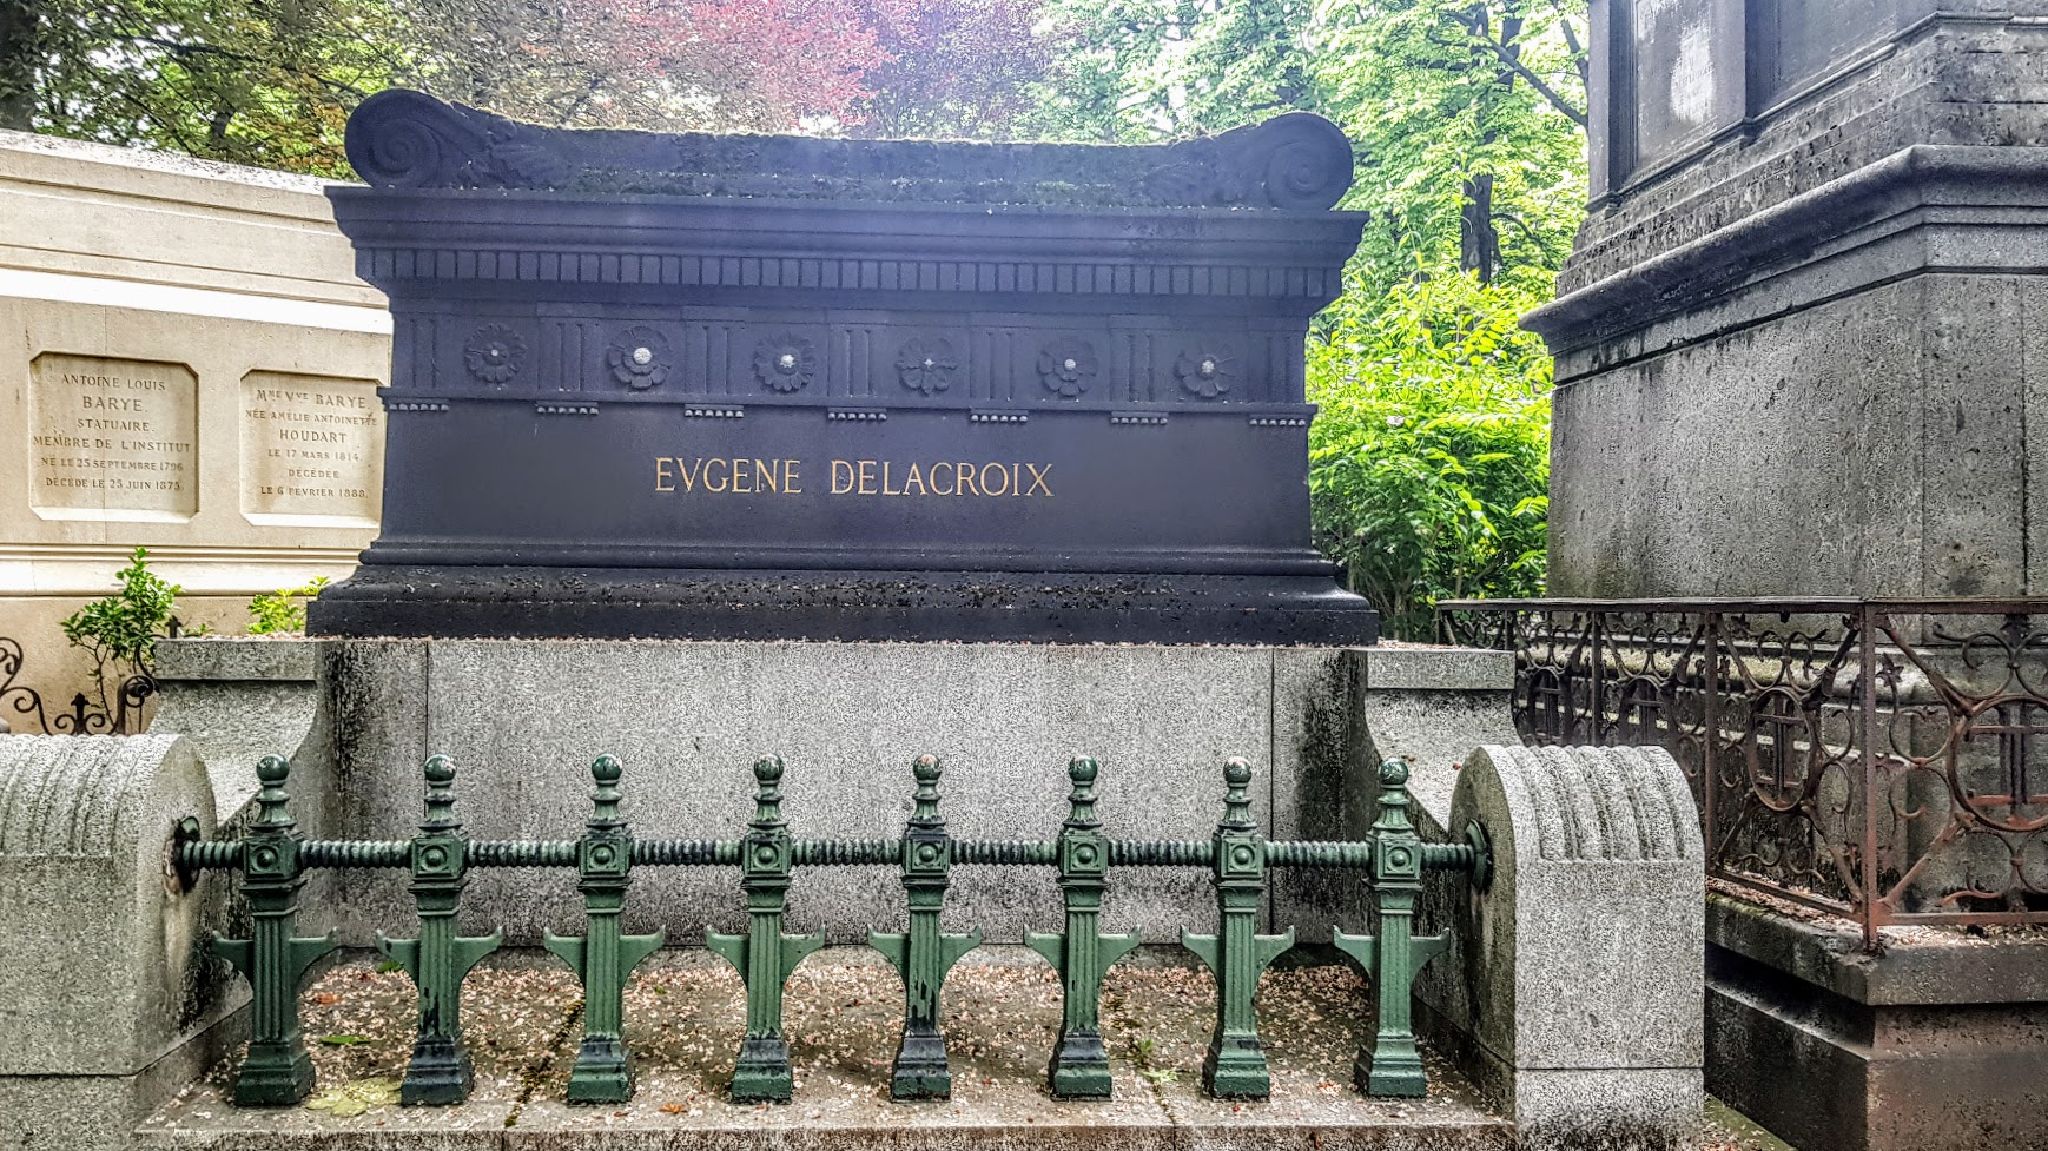 ANTOINE LOUIS
BARYE.
STATUAIRE.
MEMBRE DE L'INSTITUT
NÉ LE 25 SEPTEMBRE 1796
DÉCÉDÉ LE 25 JUIN 1875.
MME VVE BARYE
NÉE AMÉLIE ANTOINETTE
HOUDART
LE 17 MARS 1814.
DÉCÉDÉE
LE 6 FÉVRIER 1888.
EVGENE DELACROIX